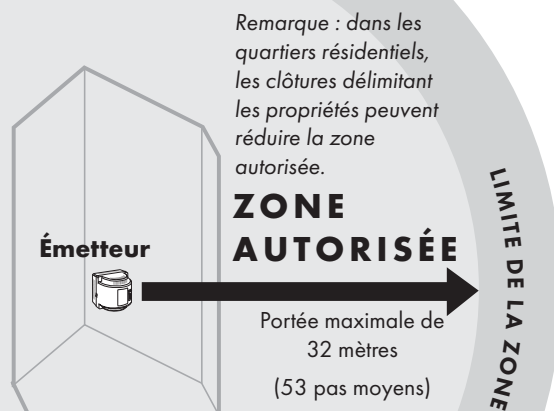 Remarque : dans les
quartiers résidentiels,
les clôtures délimitant
les propriétés peuvent
réduire la zone
autorisée.
ZONE
AUTORISÉE
Émetteur
Portée maximale de
32 mètres
(53 pas moyens)
LIMITE DE LA ZONE